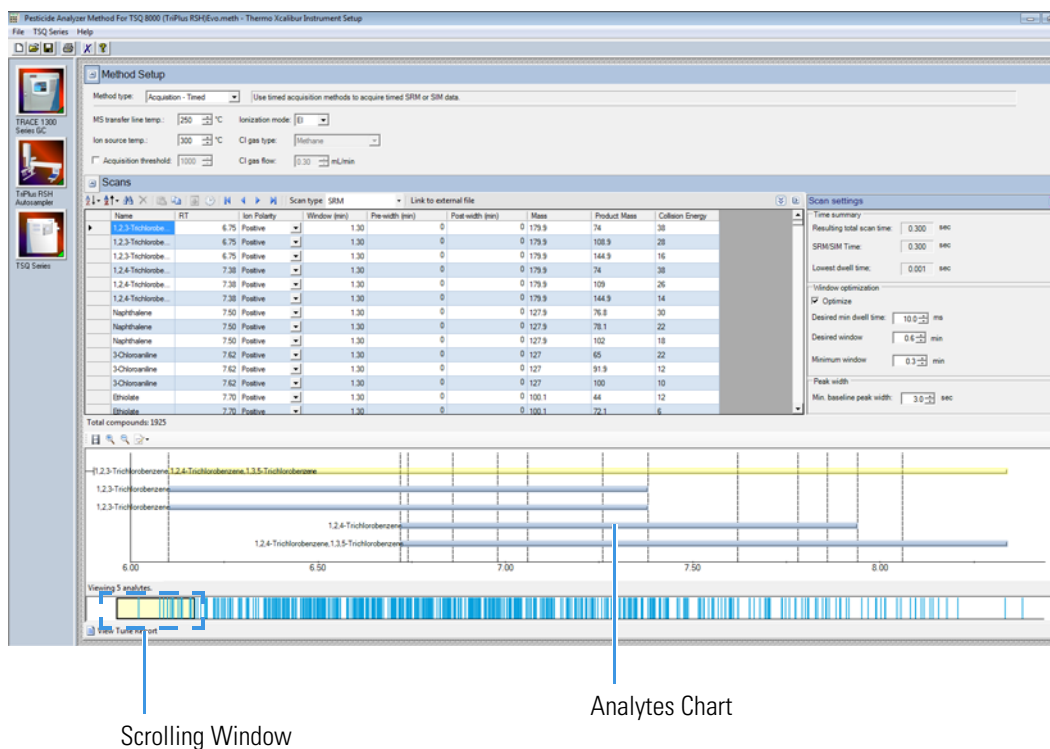 Pesticide Analyzer Method For TSQ 8000 (TriPlus RSH)Evo.meth - Thermo Xcalibur Instrument Setup
File TSQ Series Help
TRACE 1300 Series GC
TriPlus RSH Autosampler
TSQ Series
Method Setup
Method type: Acquisition - Timed Use timed acquisition methods to acquire timed SRM or SIM data.
MS transfer line temp.: 250 °C Ionization mode: EI
Ion source temp.: 300 °C CI gas type: Methane
Acquisition threshold: 1000 CI gas flow: 0.30 mL/min
Scans
Scan type: SRM Link to external file
Name RT Ion Polarity Window (min) Pre-width (min) Post-width (min) Mass Product Mass Collision Energy
1,2,3-Trichlorobe... 6.75 Positive 1.30 0 0 179.9 74 38
1,2,3-Trichlorobe... 6.75 Positive 1.30 0 0 179.9 108.9 28
1,2,3-Trichlorobe... 6.75 Positive 1.30 0 0 179.9 144.9 16
1,2,4-Trichlorobe... 7.38 Positive 1.30 0 0 179.9 74 38
1,2,4-Trichlorobe... 7.38 Positive 1.30 0 0 179.9 109 26
1,2,4-Trichlorobe... 7.38 Positive 1.30 0 0 179.9 144.9 14
Naphthalene 7.50 Positive 1.30 0 0 127.9 76.8 30
Naphthalene 7.50 Positive 1.30 0 0 127.9 78.1 22
Naphthalene 7.50 Positive 1.30 0 0 127.9 102 18
3-Chloroaniline 7.62 Positive 1.30 0 0 127 65 22
3-Chloroaniline 7.62 Positive 1.30 0 0 127 91.9 12
3-Chloroaniline 7.62 Positive 1.30 0 0 127 100 10
Ethiolate 7.70 Positive 1.30 0 0 100.1 44 12
Ethiolate 7.70 Positive 1.30 0 0 100.1 72.1 6
Scan settings
Time summary
Resulting total scan time: 0.300 sec
SRM/SIM Time: 0.300 sec
Lowest dwell time: 0.001 sec
Window optimization
Optimize
Desired min dwell time: 10.0 ms
Desired window 0.6 min
Minimum window 0.3 min
Peak width
Min. baseline peak width: 3.0 sec
Total compounds: 1925
1,2,3-Trichlorobenzene,1,2,4-Trichlorobenzene,1,3,5-Trichlorobenzene
1,2,3-Trichlorobenzene
1,2,3-Trichlorobenzene
1,2,4-Trichlorobenzene
1,2,4-Trichlorobenzene,1,3,5-Trichlorobenzene
6.00 6.50 7.00 7.50 8.00
Viewing 5 analytes.
View Tune Report
Analytes Chart
Scrolling Window